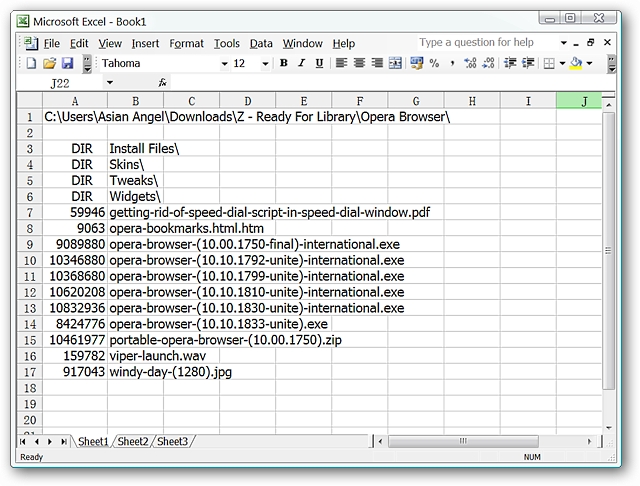 Microsoft Excel - Book1
File Edit View Insert Format Tools Data Window Help Type a question for help
Tahoma 12 B I U % ,
J22 fx
A B C D E F G H I J
1 C:\Users\Asian Angel\Downloads\Z - Ready For Library\Opera Browser\
2
3 DIR Install Files\
4 DIR Skins\
5 DIR Tweaks\
6 DIR Widgets\
7 59946 getting-rid-of-speed-dial-script-in-speed-dial-window.pdf
8 9063 opera-bookmarks.html.htm
9 9089880 opera-browser-(10.00.1750-final)-international.exe
10 10346880 opera-browser-(10.10.1792-unite)-international.exe
11 10368680 opera-browser-(10.10.1799-unite)-international.exe
12 10620208 opera-browser-(10.10.1810-unite)-international.exe
13 10832936 opera-browser-(10.10.1830-unite)-international.exe
14 8424776 opera-browser-(10.10.1833-unite).exe
15 10461977 portable-opera-browser-(10.00.1750).zip
16 159782 viper-launch.wav
17 917043 windy-day-(1280).jpg
18
19
20
Sheet1 Sheet2 Sheet3
Ready NUM